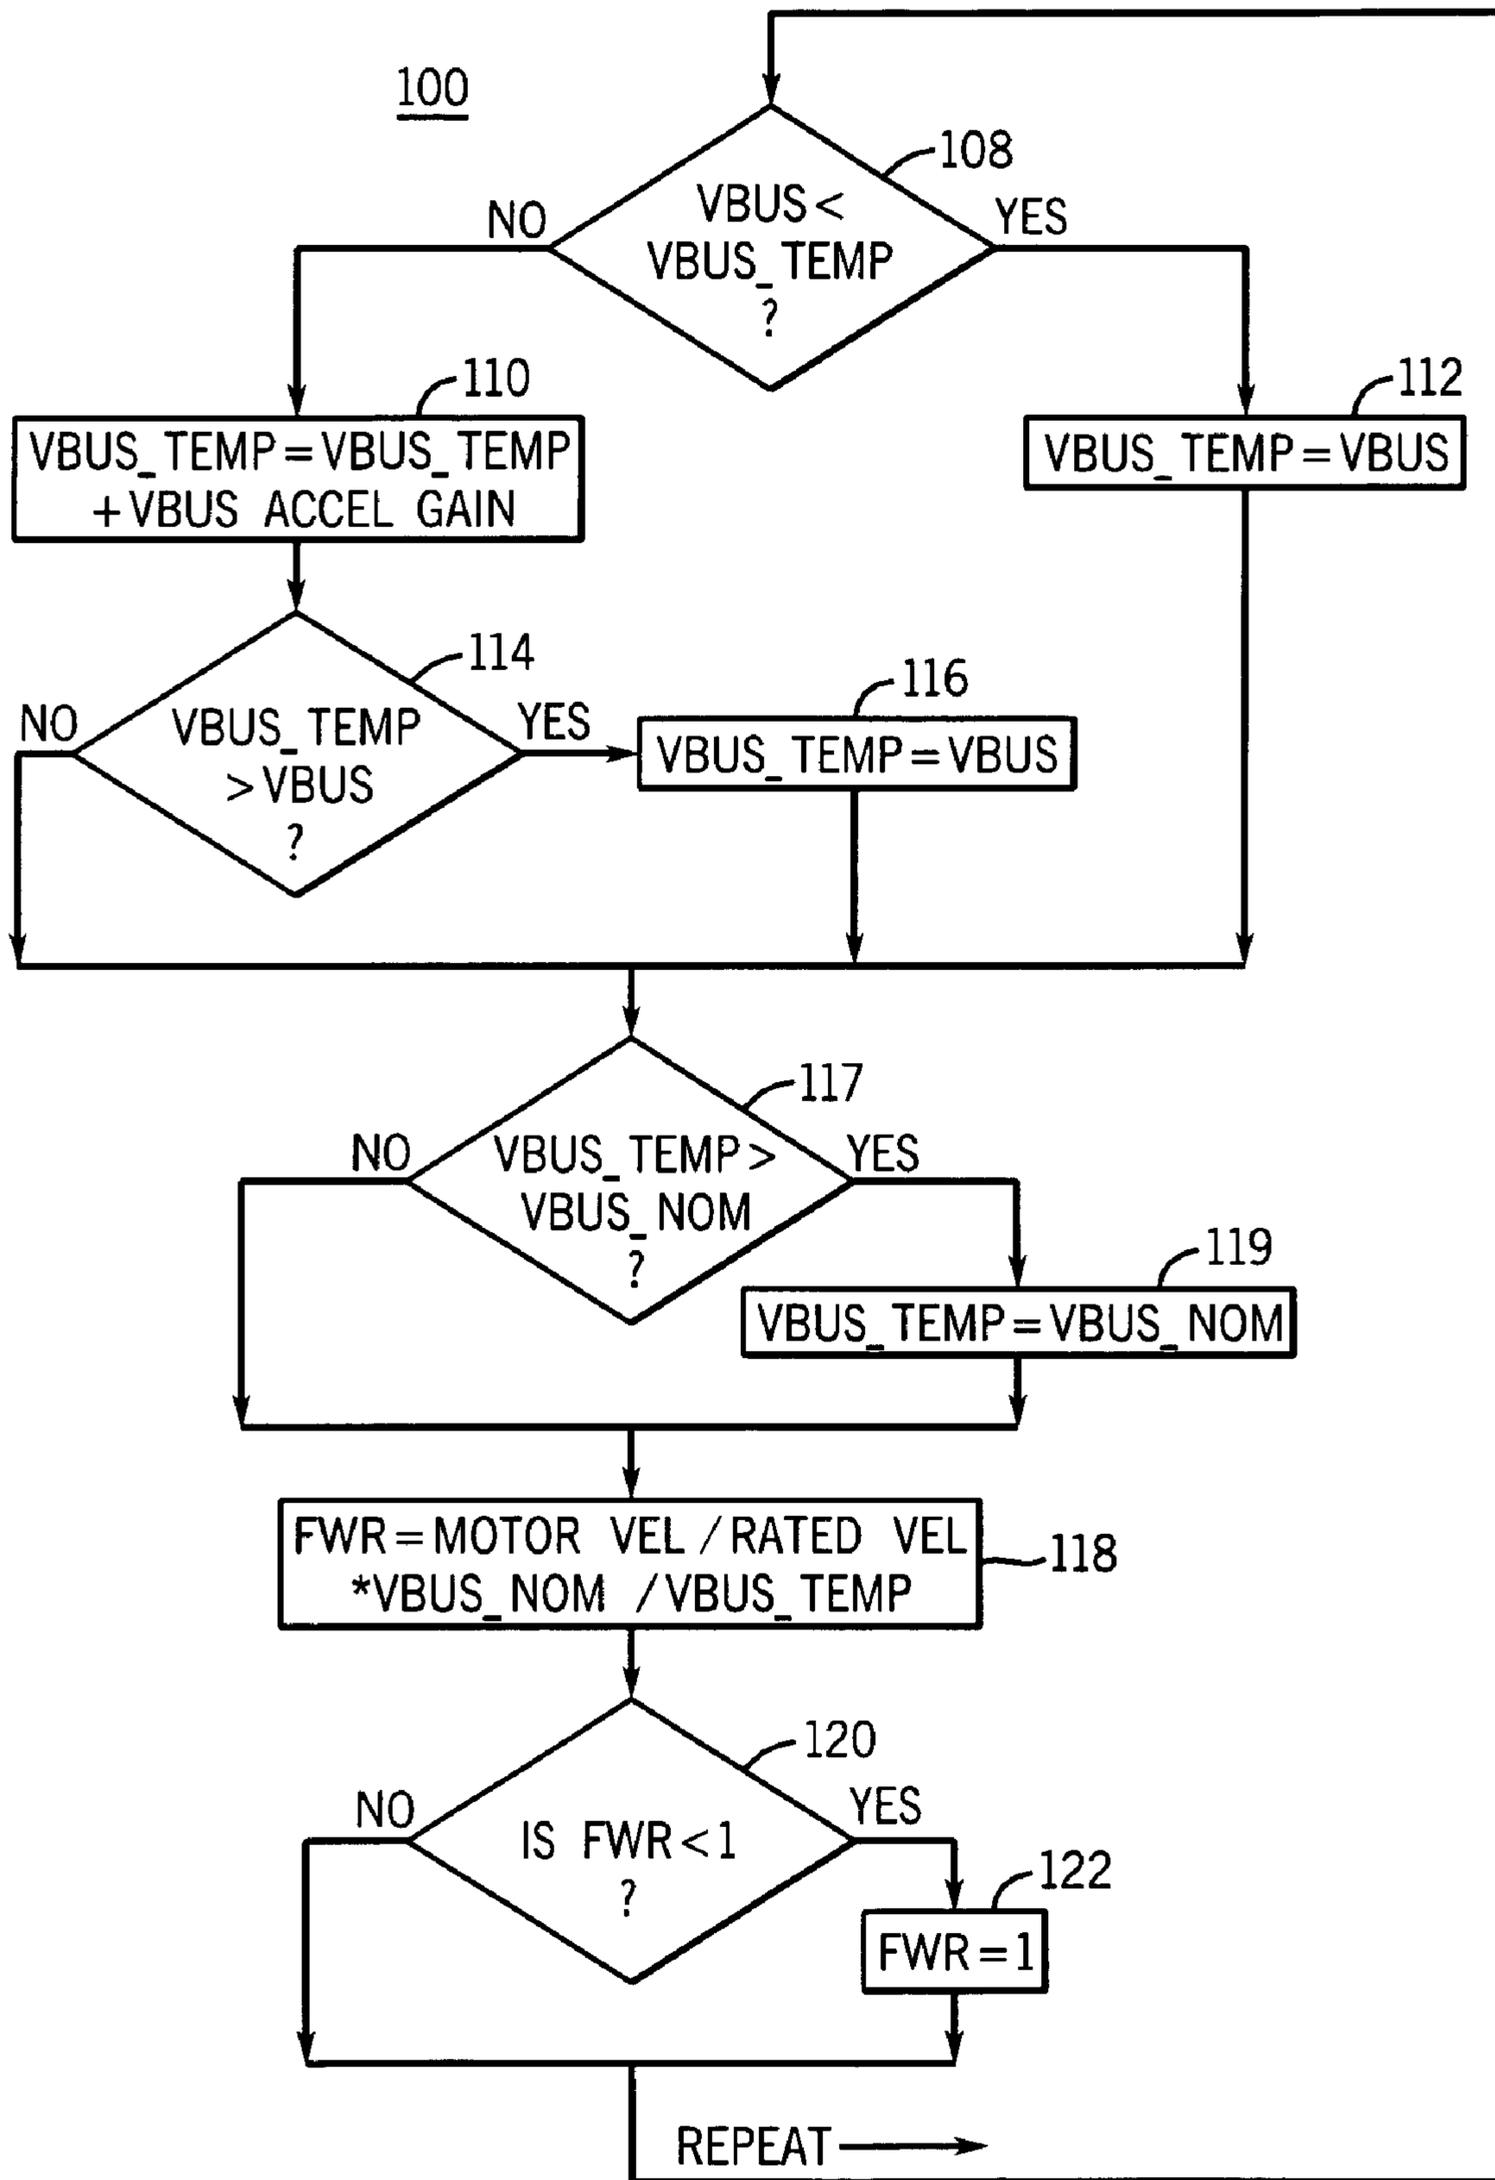 100
108
VBUS <
VBUS_TEMP
?
NO
YES
110
VBUS_TEMP = VBUS_TEMP
+ VBUS ACCEL GAIN
112
VBUS_TEMP = VBUS
114
VBUS_TEMP
> VBUS
?
NO
YES
116
VBUS_TEMP = VBUS
117
VBUS_TEMP >
VBUS_NOM
?
NO
YES
119
VBUS_TEMP = VBUS_NOM
FWR = MOTOR VEL / RATED VEL
*VBUS_NOM / VBUS_TEMP
118
120
IS FWR < 1
?
NO
YES
122
FWR = 1
REPEAT